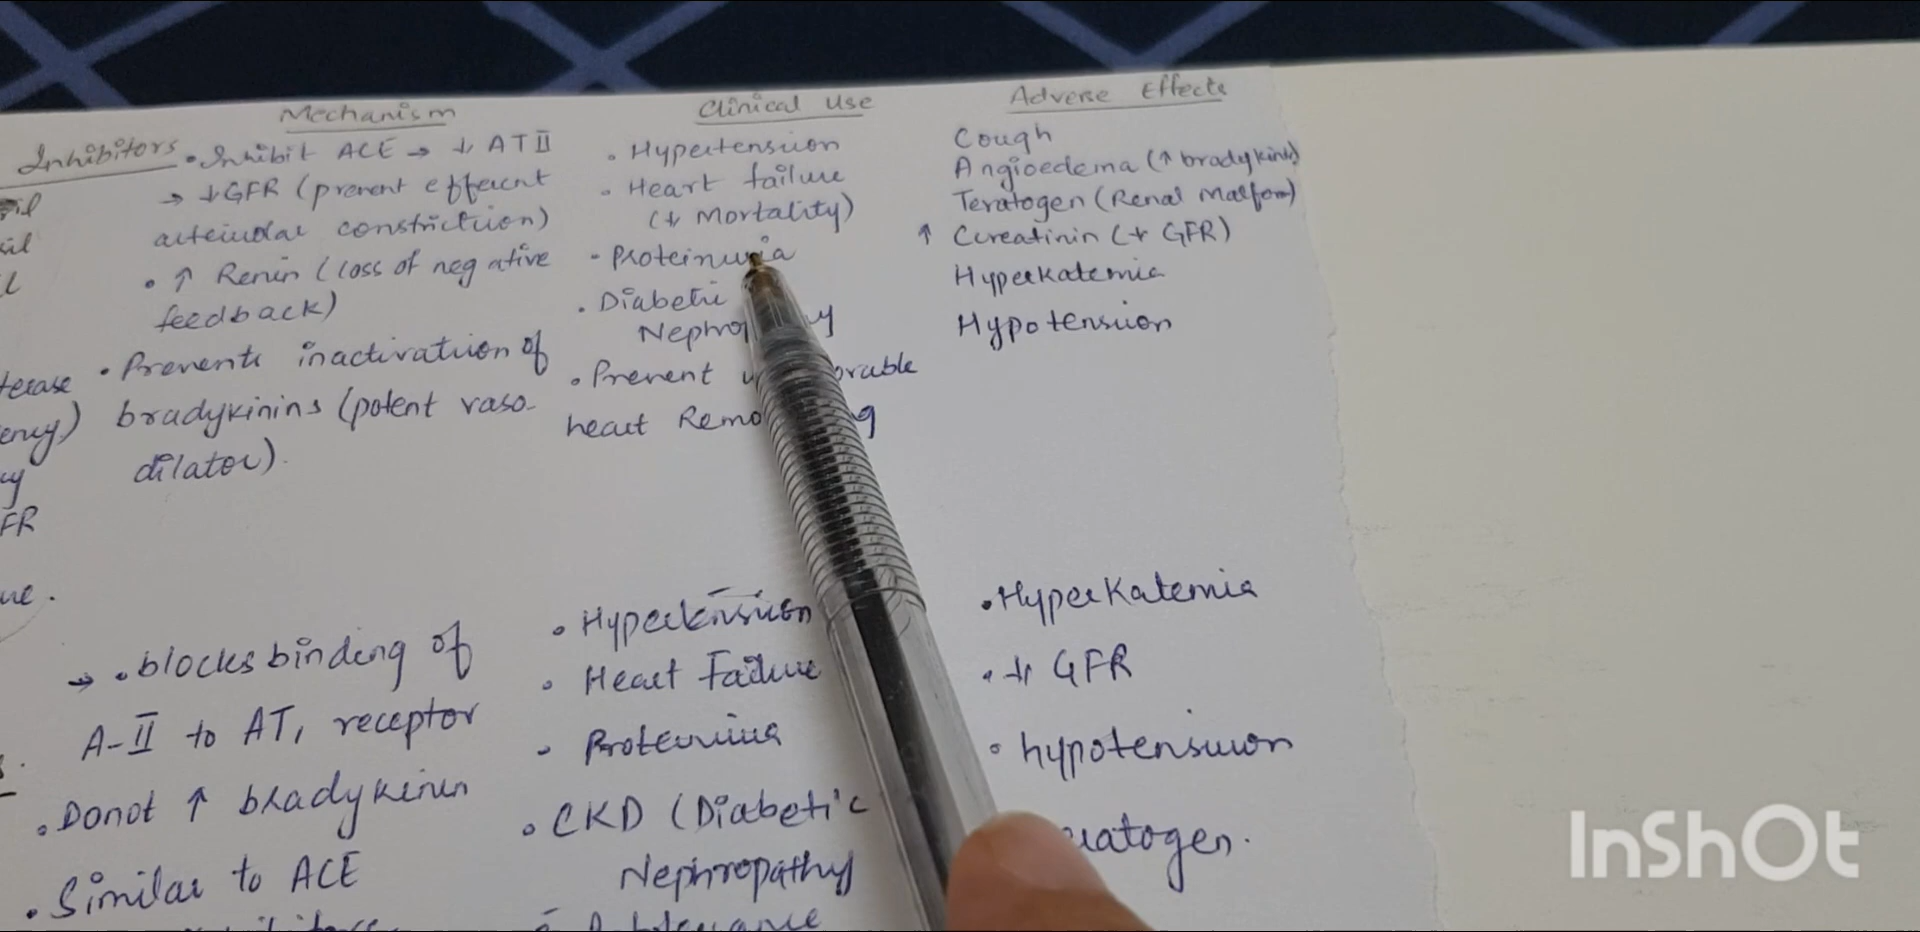 Mechanism
Clinical Use
Adverse Effects
Inhibitors
• Inhibit ACE → ↓ AT II
→ ↓GFR (prevent efferent
arteriolar constriction)
• ↑ Renin (loss of negative
feedback)
• Prevents inactivation of
bradykinins (potent vaso-
dilator).
• Hypertension
• Heart failure
(↓ Mortality)
- Proteinuria
• Diabetic
• Prevent
heart
Cough
Angioedema (↑ bradykinin)
Teratogen (Renal malform)
↑ Creatinin (↓ GFR)
Hyperkalemia
Hypotension
FR
→ • blocks binding of
A-II to AT1 receptor
• Donot ↑ bradykinin
• Similar to ACE
• Hypertension
• Heart Failure
- Proteinuria
• CKD (Diabetic
Nephropathy
• Hyperkalemia
• ↓ GFR
• hypotension
InShOt